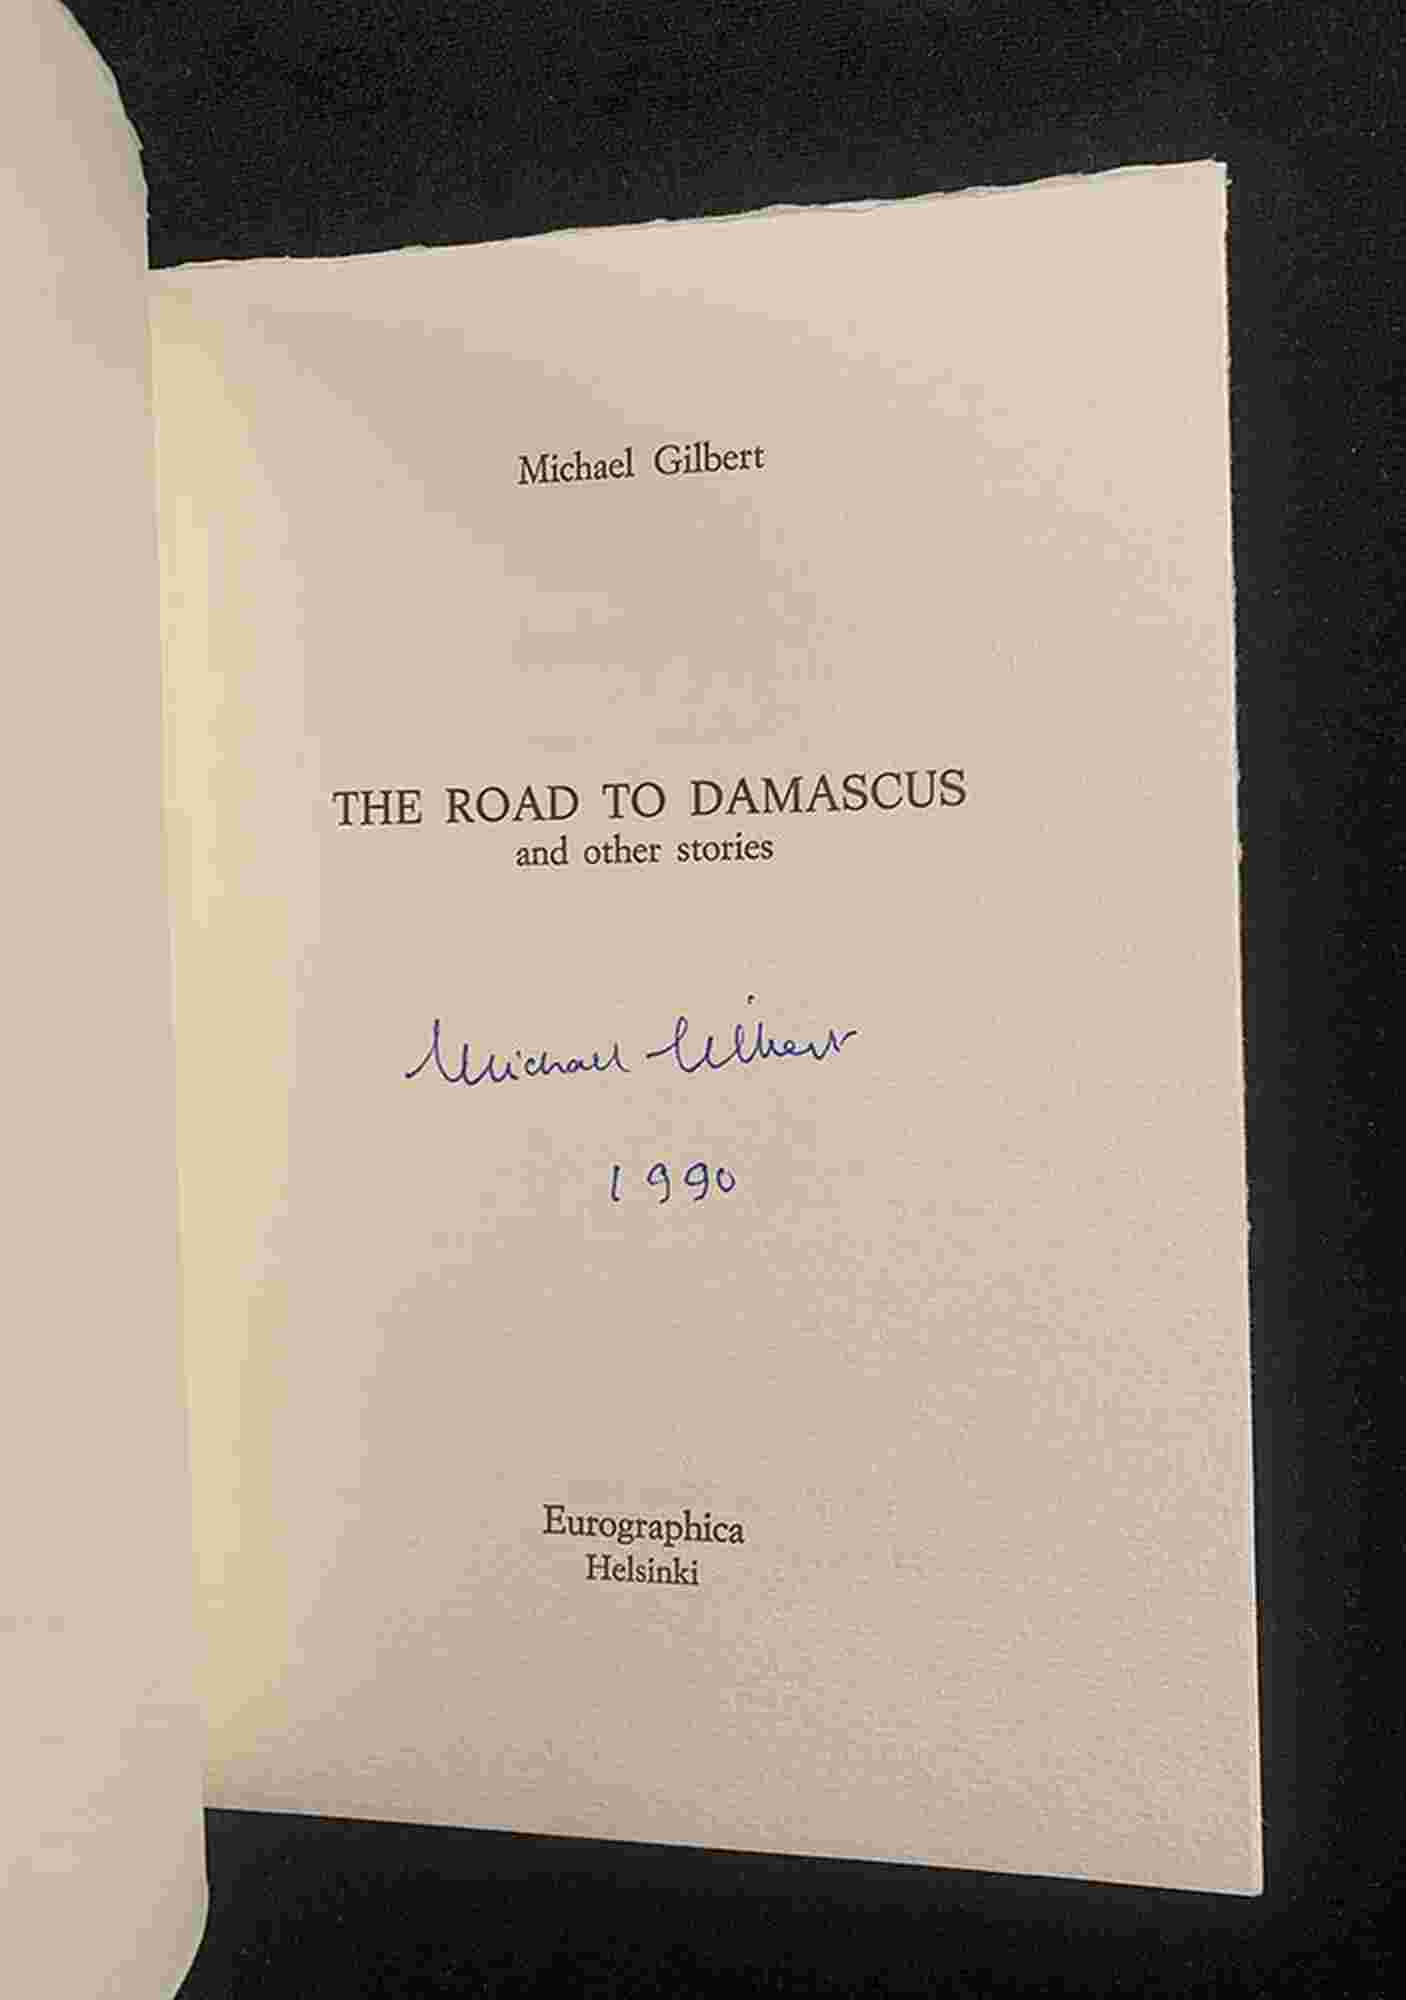 Michael Gilbert
THE ROAD TO DAMASCUS
and other stories
Michael Gilbert
1990
Eurographica
Helsinki